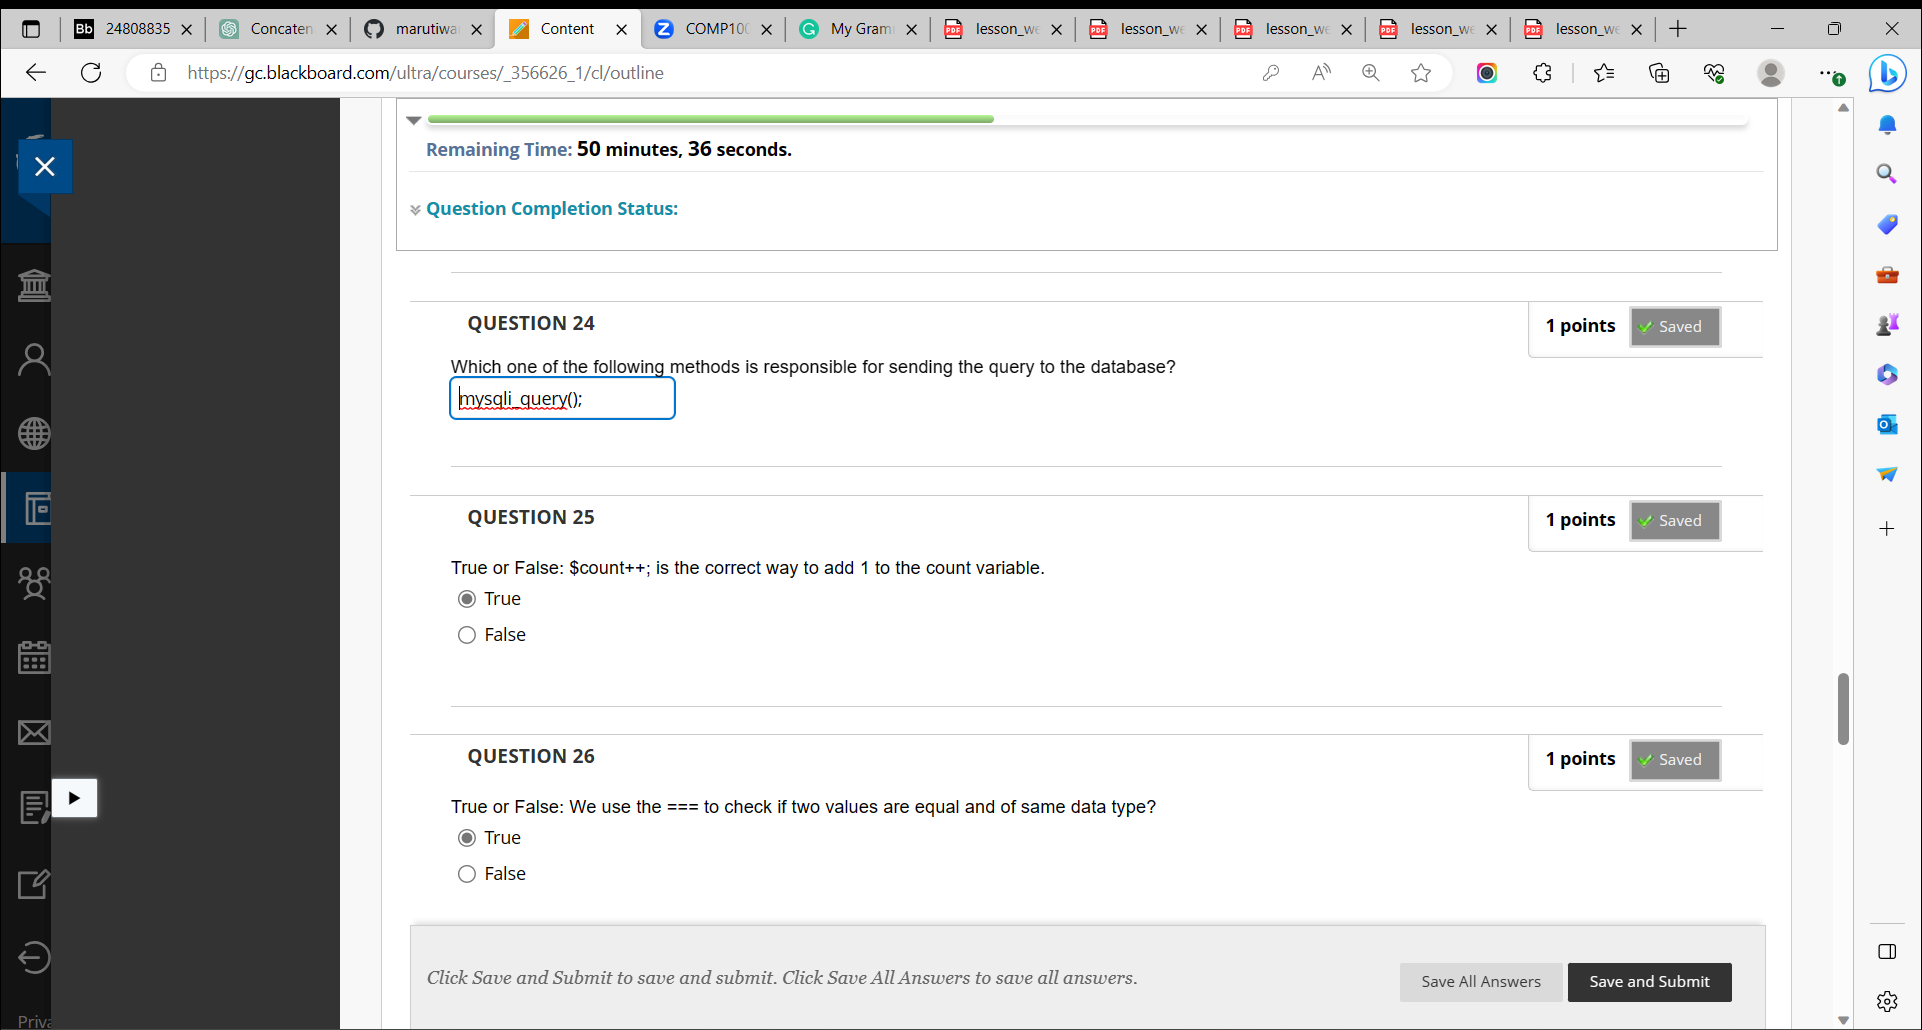 Bb 24808835 Concaten marutiwa Content COMP100 My Gram lesson_we lesson_we lesson_we lesson_we lesson_we
https://gc.blackboard.com/ultra/courses/_356626_1/cl/outline
Remaining Time: 50 minutes, 36 seconds.
Question Completion Status:
QUESTION 24
1 points Saved
Which one of the following methods is responsible for sending the query to the database?
mysqli_query();
QUESTION 25
1 points Saved
True or False: $count++; is the correct way to add 1 to the count variable.
True
False
QUESTION 26
1 points Saved
True or False: We use the === to check if two values are equal and of same data type?
True
False
Click Save and Submit to save and submit. Click Save All Answers to save all answers.
Save All Answers Save and Submit
Priva